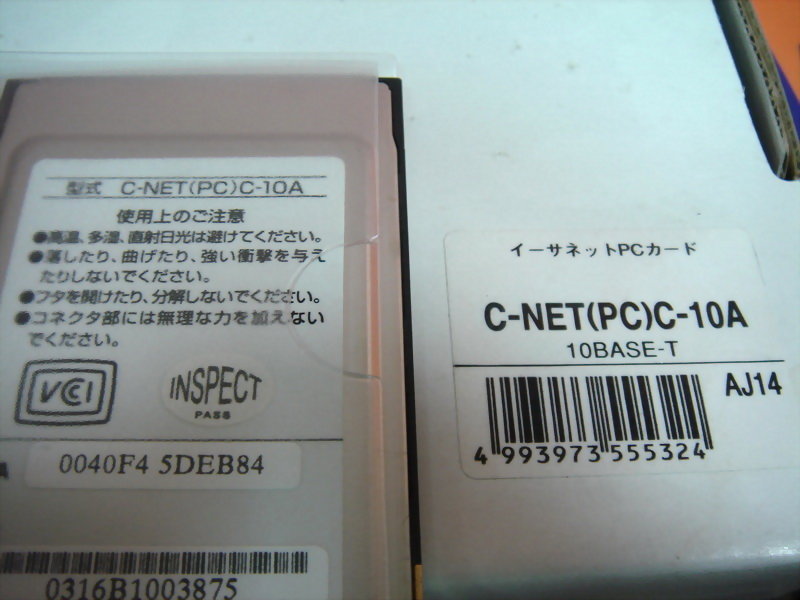 型式 C-NET(PC)C-10A
使用上のご注意
●高温、多湿、直射日光は避けてください。
●落したり、曲げたり、強い衝撃を与え
たりしないでください。
●フタを開けたり、分解しないでください。
●コネクタ部には無理な力を加えない
でください。
VCI
INSPECT
PASS
0040F4 5DEB84
0316B1003875
イーサネットPCカード
C-NET(PC)C-10A
10BASE-T
AJ14
4 993973 555324